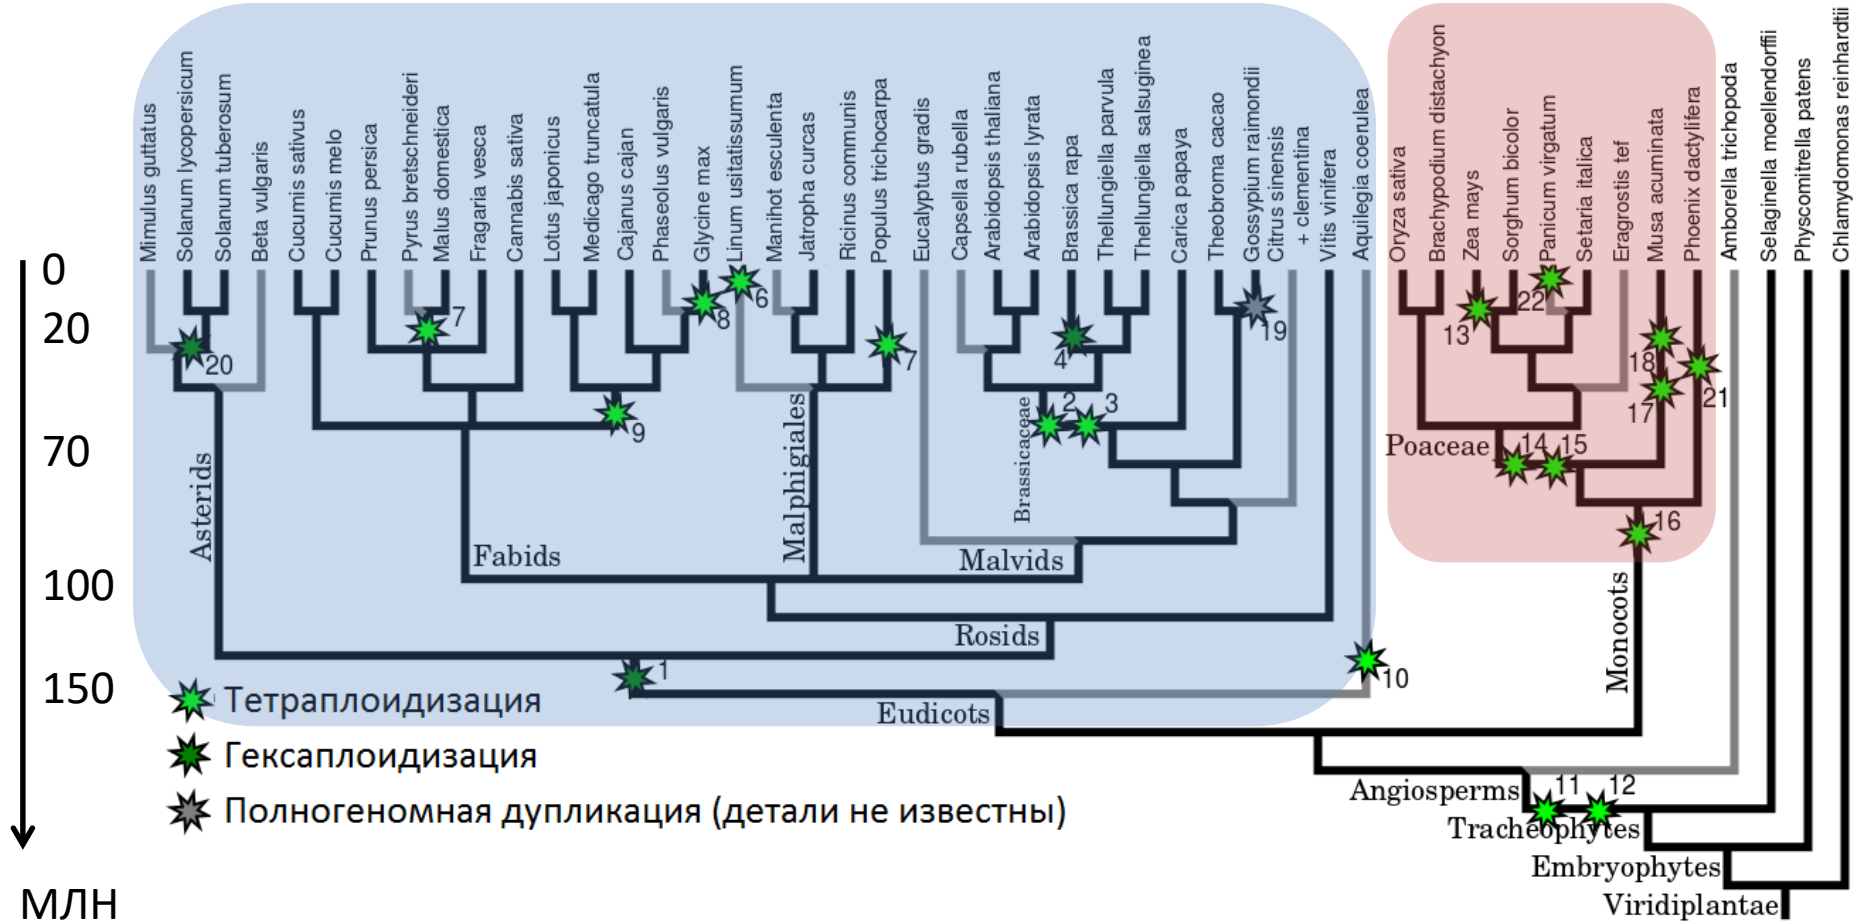 Mimulus guttatus
Solanum lycopersicum
Solanum tuberosum
Beta vulgaris
Cucumis sativus
Cucumis melo
Prunus persica
Pyrus bretschneideri
Malus domestica
Fragaria vesca
Cannabis sativa
Lotus japonicus
Medicago truncatula
Cajanus cajan
Phaseolus vulgaris
Glycine max
Linum usitatissumum
Manihot esculenta
Jatropha curcas
Ricinus communis
Populus trichocarpa
Eucalyptus gradis
Capsella rubella
Arabidopsis thaliana
Arabidopsis lyrata
Brassica rapa
Thellungiella parvula
Thellungiella salsuginea
Carica papaya
Theobroma cacao
Gossypium raimondii
Citrus sinensis
+ clementina
Vitis vinifera
Aquilegia coerulea
Oryza sativa
Brachypodium distachyon
Zea mays
Sorghum bicolor
Panicum virgatum
Setaria italica
Eragrostis tef
Musa acuminata
Phoenix dactylifera
Amborella trichopoda
Selaginella moellendorffii
Physcomitrella patens
Chlamydomonas reinhardtii
0
20
70
100
150
МЛН
20
7
9
8
6
7
4
2
3
19
13
22
18
17
21
14
15
16
1
10
11
12
Asterids
Fabids
Malphigiales
Brassicaceae
Malvids
Rosids
Eudicots
Poaceae
Monocots
Angiosperms
Tracheophytes
Embryophytes
Viridiplantae
Тетраплоидизация
Гексаплоидизация
Полногеномная дупликация (детали не известны)